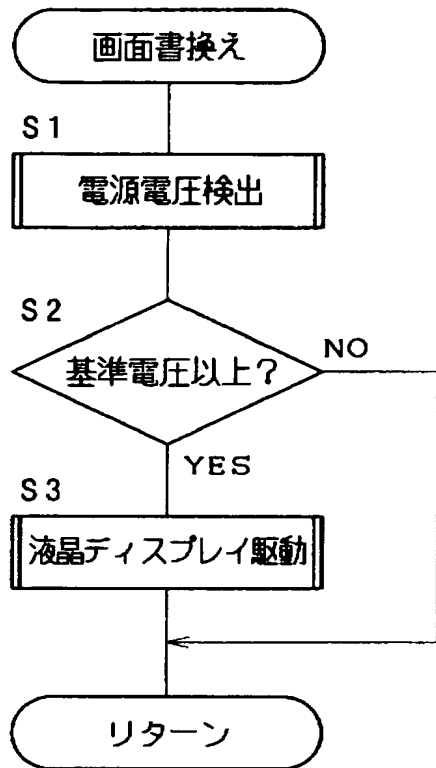 画面書換え
S1
電源電圧検出
S2
基準電圧以上?
NO
YES
S3
液晶ディスプレイ駆動
リターン